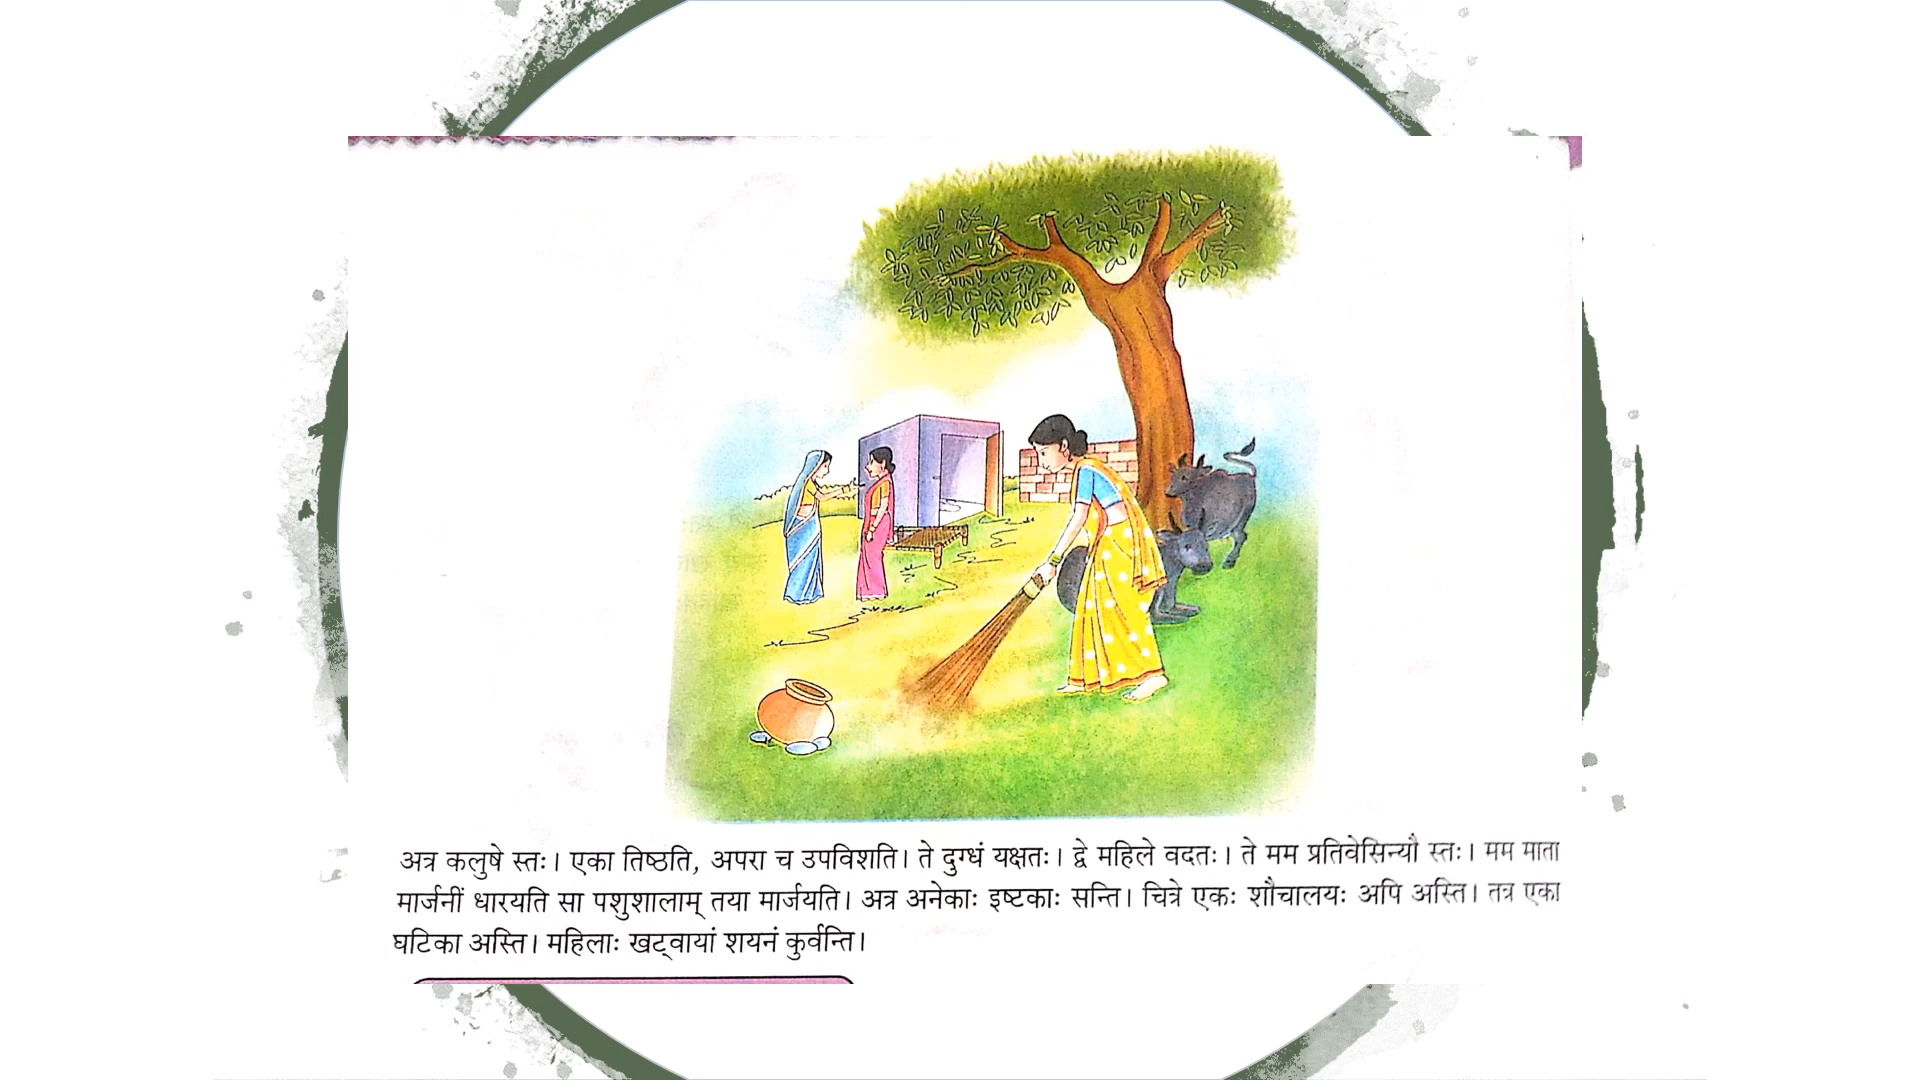 अत्र कलुषे स्तः। एका तिष्ठति, अपरा च उपविशति। ते दुग्धं यक्षतः। द्वे महिले वदतः। ते मम प्रतिवेसिन्यौ स्तः। मम माता
मार्जनीं धारयति सा पशुशालाम् तया मार्जयति। अत्र अनेकाः इष्टकाः सन्ति। चित्रे एकः शौचालयः अपि अस्ति। तत्र एका
घटिका अस्ति। महिलाः खट्वायां शयनं कुर्वन्ति।